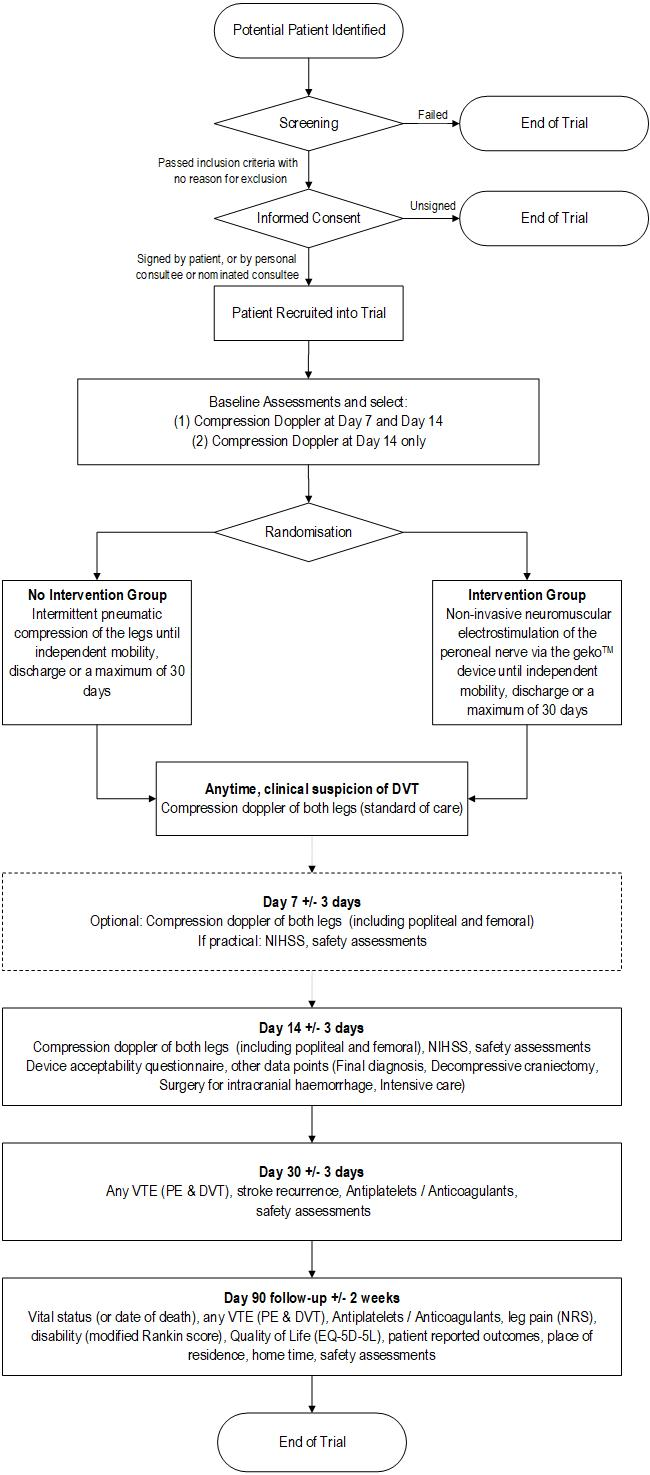 Potential Patient Identified
Screening
Failed
End of Trial
Passed inclusion criteria with
no reason for exclusion
Informed Consent
Unsigned
End of Trial
Signed by patient, or by personal
consultee or nominated consultee
Patient Recruited into Trial
Baseline Assessments and select:
(1) Compression Doppler at Day 7 and Day 14
(2) Compression Doppler at Day 14 only
Randomisation
No Intervention Group
Intermittent pneumatic
compression of the legs until
independent mobility,
discharge or a maximum of 30
days
Intervention Group
Non-invasive neuromuscular
electrostimulation of the
peroneal nerve via the geko™
device until independent
mobility, discharge or a
maximum of 30 days
Anytime, clinical suspicion of DVT
Compression doppler of both legs (standard of care)
Day 7 +/- 3 days
Optional: Compression doppler of both legs (including popliteal and femoral)
If practical: NIHSS, safety assessments
Day 14 +/- 3 days
Compression doppler of both legs (including popliteal and femoral), NIHSS, safety assessments
Device acceptability questionnaire, other data points (Final diagnosis, Decompressive craniectomy,
Surgery for intracranial haemorrhage, Intensive care)
Day 30 +/- 3 days
Any VTE (PE & DVT), stroke recurrence, Antiplatelets / Anticoagulants,
safety assessments
Day 90 follow-up +/- 2 weeks
Vital status (or date of death), any VTE (PE & DVT), Antiplatelets / Anticoagulants, leg pain (NRS),
disability (modified Rankin score), Quality of Life (EQ-5D-5L), patient reported outcomes, place of
residence, home time, safety assessments
End of Trial